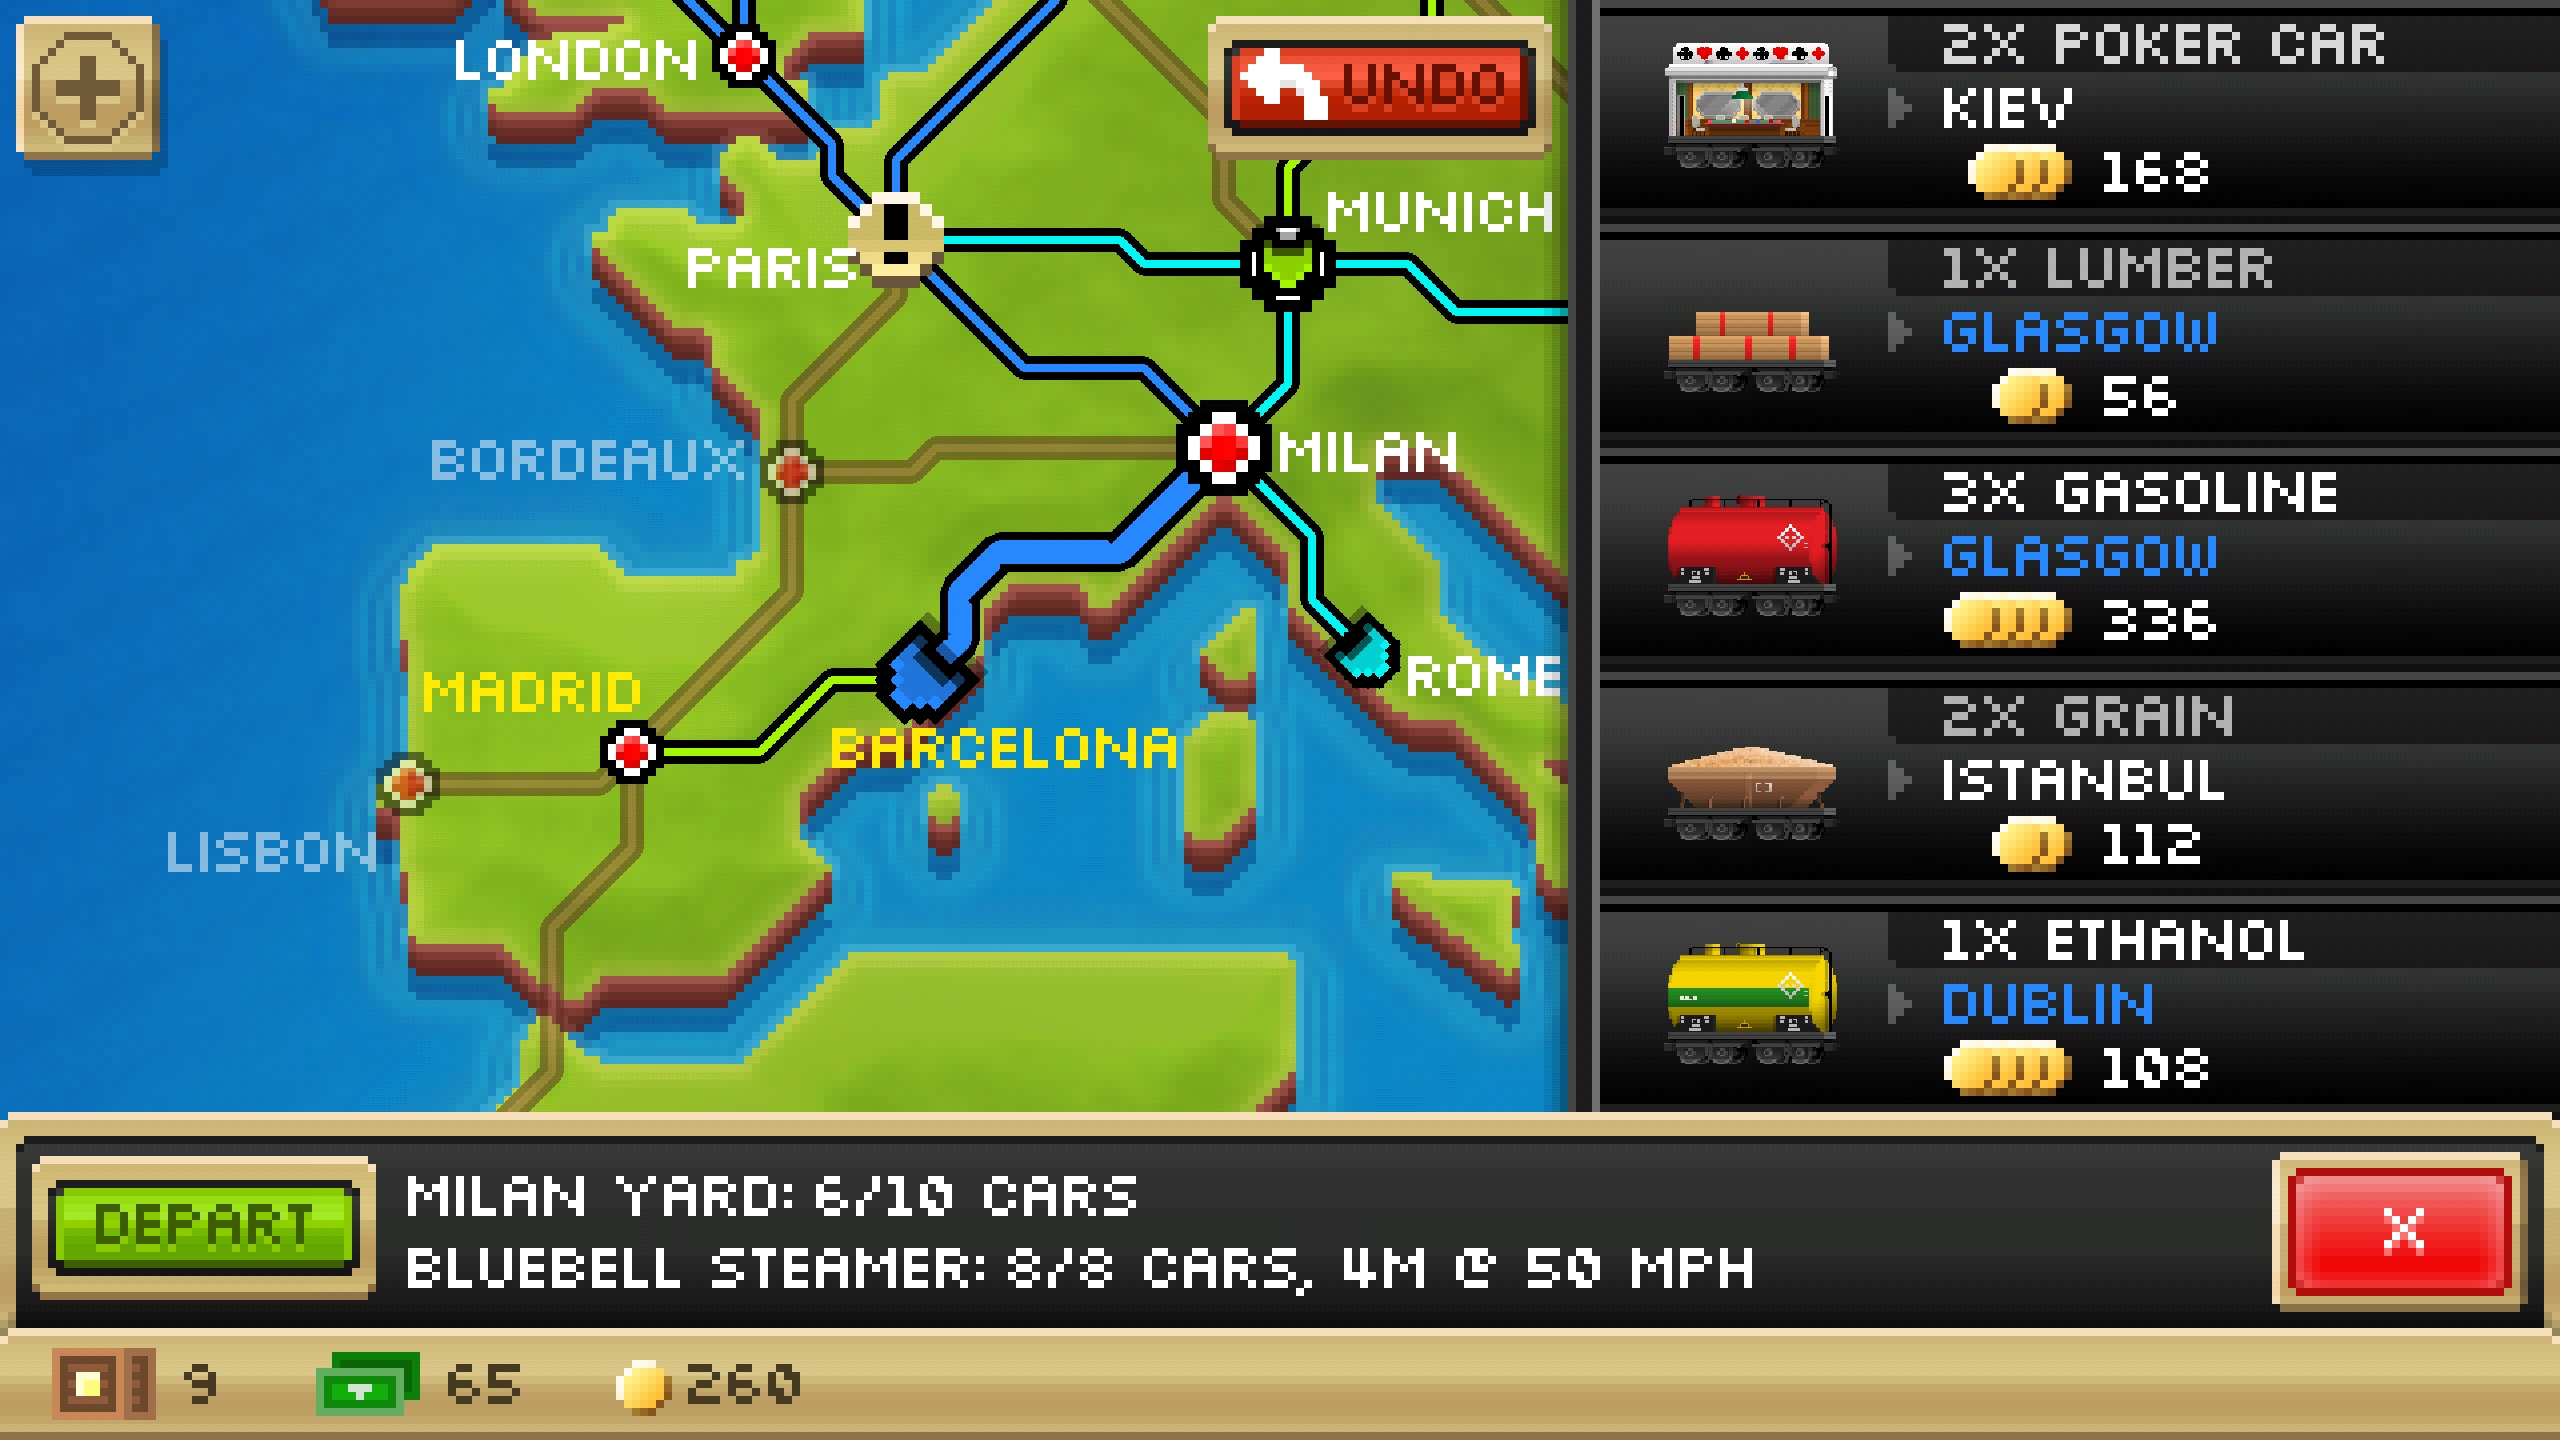 LONDON
UNDO
MUNICH
PARIS
BORDEAUX
MILAN
MADRID
ROME
BARCELONA
LISBON
2X POKER CAR
KIEV
168
1X LUMBER
GLASGOW
56
3X GASOLINE
GLASGOW
336
2X GRAIN
ISTANBUL
112
1X ETHANOL
DUBLIN
108
DEPART
MILAN YARD: 6/10 CARS
BLUEBELL STEAMER: 8/8 CARS, 4M @ 50 MPH
X
9
65
260